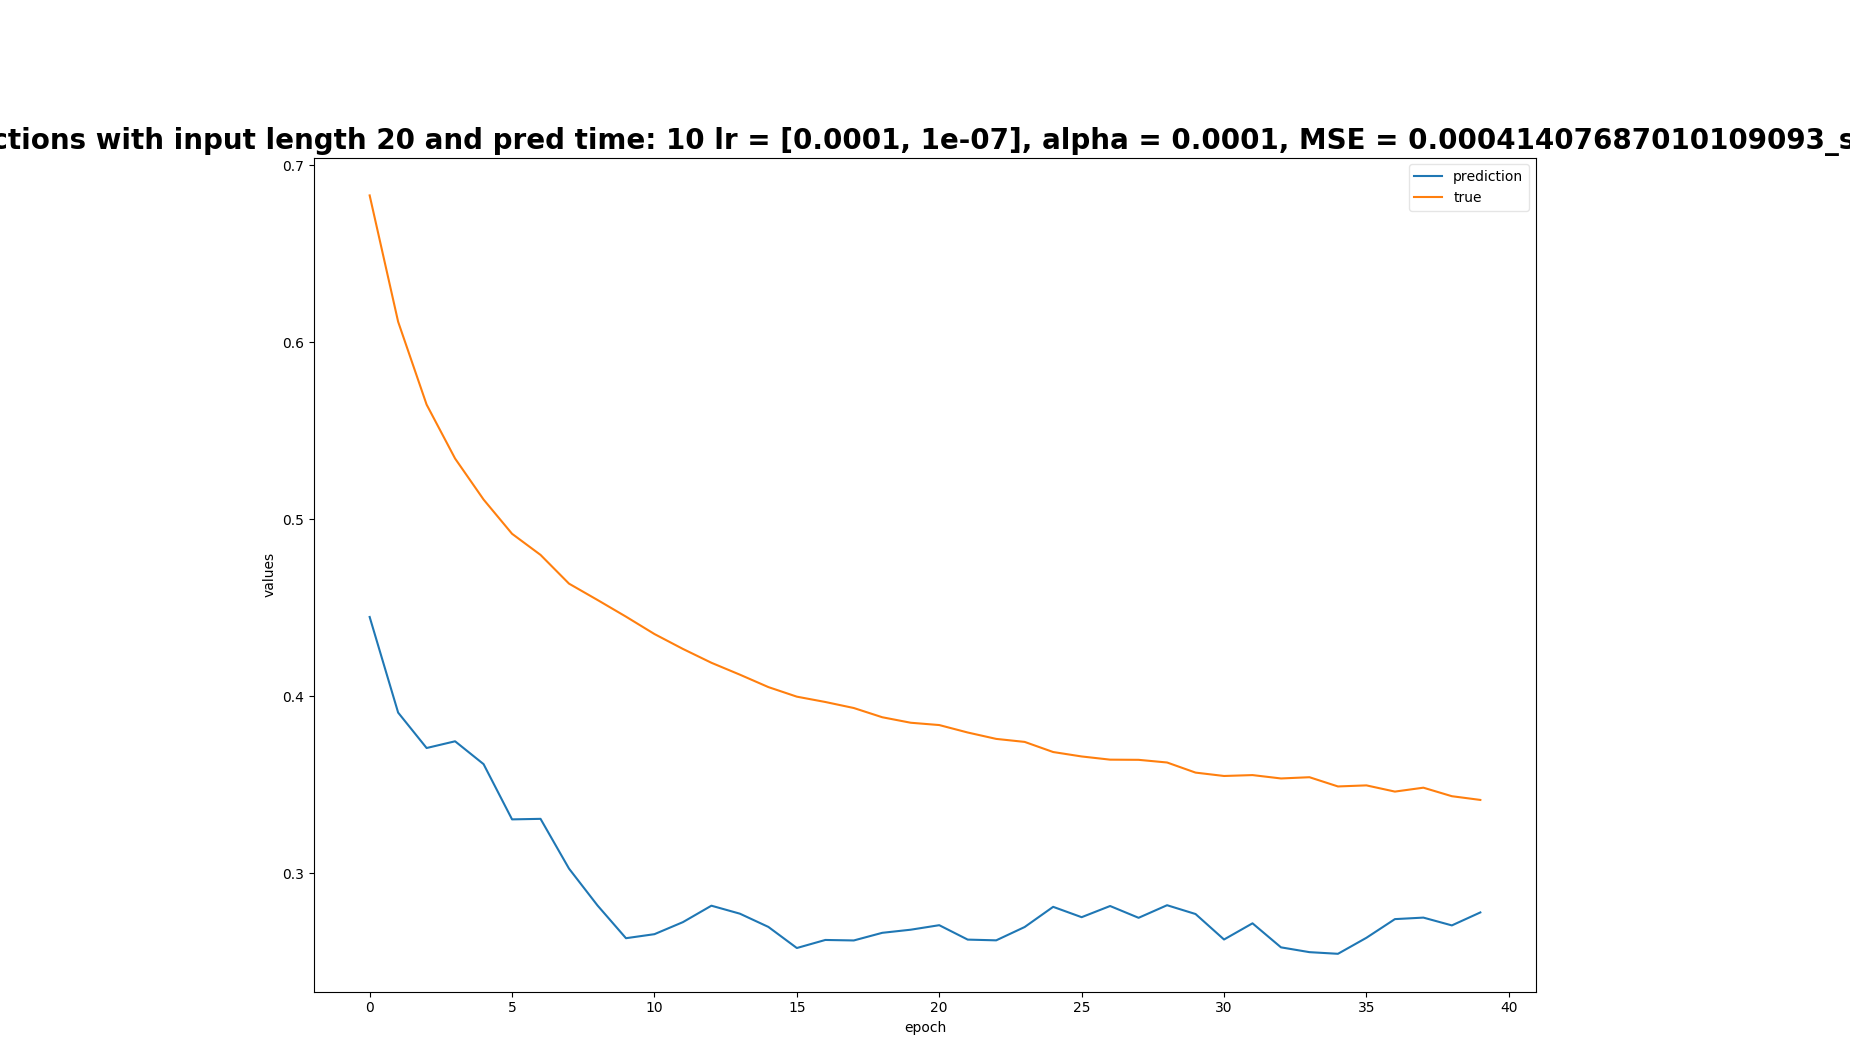 ctions with input length 20 and pred time: 10 lr = [0.0001, 1e-07], alpha = 0.0001, MSE = 0.00041407687010109093_s
prediction
true
0.7
0.6
0.5
0.4
0.3
values
0 5 10 15 20 25 30 35 40
epoch